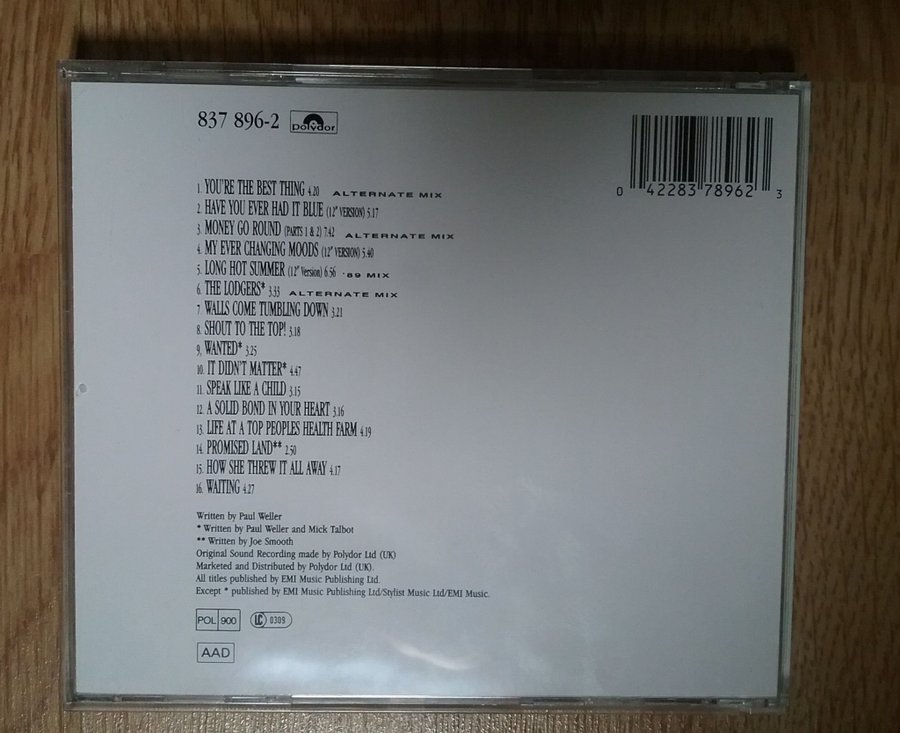 837 896-2 polydor
0 42283 78962 3
1. YOU'RE THE BEST THING 4.20 ALTERNATE MIX
2. HAVE YOU EVER HAD IT BLUE (12" VERSION) 5.17
3. MONEY GO ROUND (PARTS 1 & 2) 7.42 ALTERNATE MIX
4. MY EVER CHANGING MOODS (12" VERSION) 5.40
5. LONG HOT SUMMER (12" Version) 6.56 '89 MIX
6. THE LODGERS* 3.33 ALTERNATE MIX
7. WALLS COME TUMBLING DOWN 3.21
8. SHOUT TO THE TOP! 3.18
9. WANTED* 3.25
10. IT DIDN'T MATTER* 4.47
11. SPEAK LIKE A CHILD 3.15
12. A SOLID BOND IN YOUR HEART 3.16
13. LIFE AT A TOP PEOPLES HEALTH FARM 4.19
14. PROMISED LAND** 2.50
15. HOW SHE THREW IT ALL AWAY 4.17
16. WAITING 4.27
Written by Paul Weller
* Written by Paul Weller and Mick Talbot
** Written by Joe Smooth
Original Sound Recording made by Polydor Ltd (UK)
Marketed and Distributed by Polydor Ltd (UK).
All titles published by EMI Music Publishing Ltd.
Except * published by EMI Music Publishing Ltd/Stylist Music Ltd/EMI Music.
POL 900 LC 0309
AAD